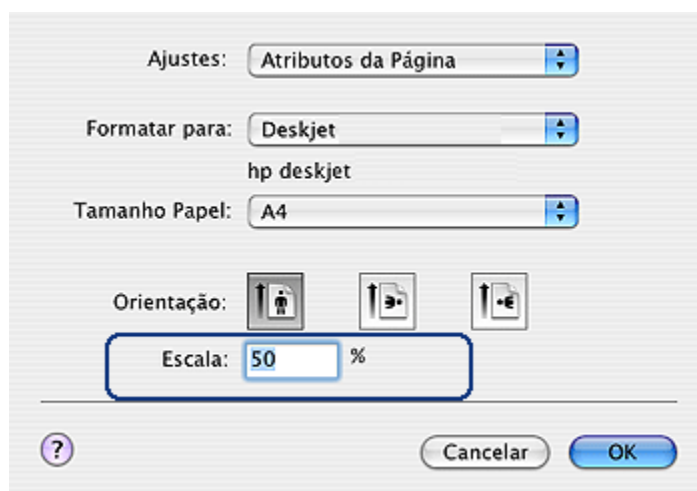 Ajustes: Atributos da Página
Formatar para: Deskjet
hp deskjet
Tamanho Papel: A4
Orientação:
Escala: 50 %
? Cancelar OK